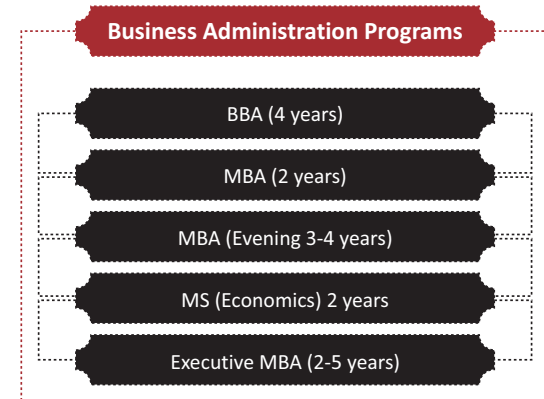 Business Administration Programs
BBA (4 years)
MBA (2 years)
MBA (Evening 3-4 years)
MS (Economics) 2 years
Executive MBA (2-5 years)